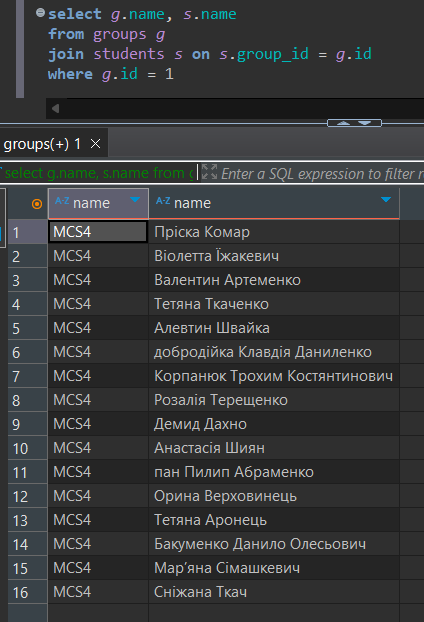 select g.name, s.name
from groups g
join students s on s.group_id = g.id
where g.id = 1
groups(+) 1 ×
select g.name, s.name from g Enter a SQL expression to filter re
A-Z name A-Z name
1 MCS4 Пріска Комар
2 MCS4 Віолетта Їжакевич
3 MCS4 Валентин Артеменко
4 MCS4 Тетяна Ткаченко
5 MCS4 Алевтин Швайка
6 MCS4 добродійка Клавдія Даниленко
7 MCS4 Корпанюк Трохим Костянтинович
8 MCS4 Розалія Терещенко
9 MCS4 Демид Дахно
10 MCS4 Анастасія Шиян
11 MCS4 пан Пилип Абраменко
12 MCS4 Орина Верховинець
13 MCS4 Тетяна Аронець
14 MCS4 Бакуменко Данило Олесьович
15 MCS4 Мар’яна Сімашкевич
16 MCS4 Сніжана Ткач